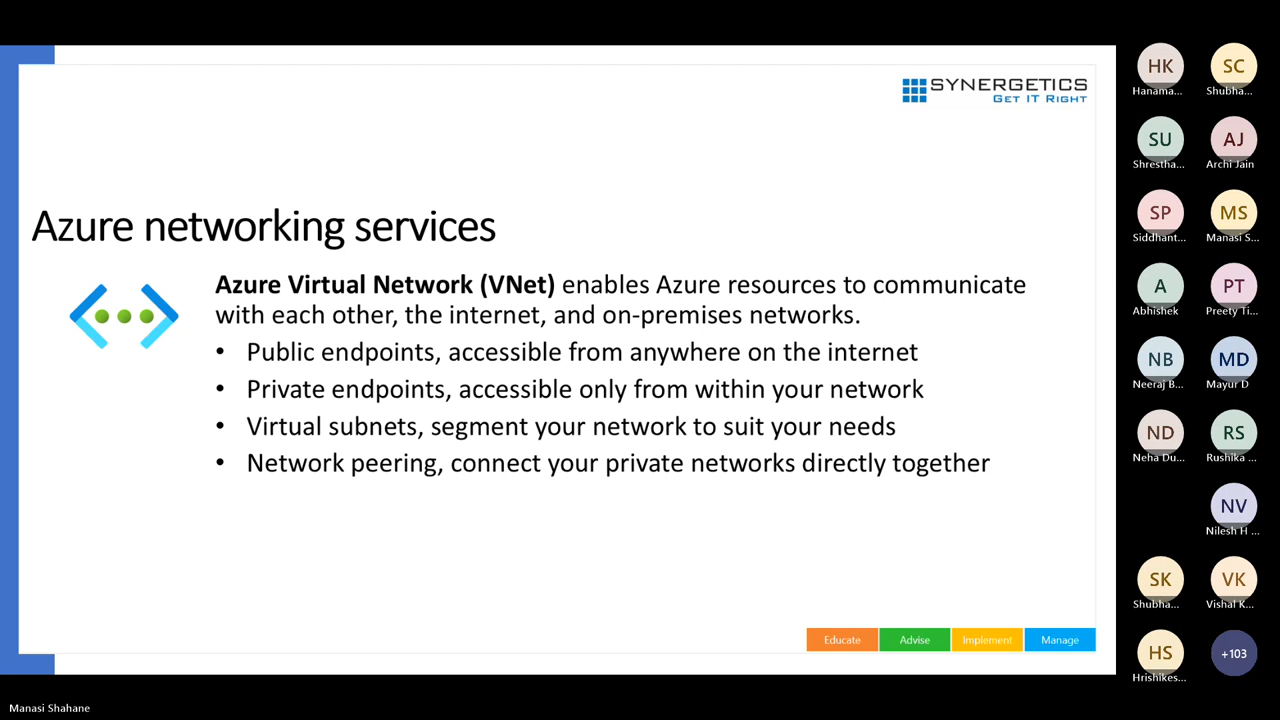 SYNERGETICS
GET IT RIGHT
Azure networking services
Azure Virtual Network (VNet) enables Azure resources to communicate
with each other, the internet, and on-premises networks.
• Public endpoints, accessible from anywhere on the internet
• Private endpoints, accessible only from within your network
• Virtual subnets, segment your network to suit your needs
• Network peering, connect your private networks directly together
Educate
Advise
Implement
Manage
HK
Hanama...
SC
Shubha...
SU
Shrestha...
AJ
Archi Jain
SP
Siddhant...
MS
Manasi S...
A
Abhishek
PT
Preety Ti...
NB
Neeraj B...
MD
Mayur D
ND
Neha Du...
RS
Rushika ...
NV
Nilesh H ...
SK
Shubha...
VK
Vishal K...
HS
Hrishikes...
+103
Manasi Shahane